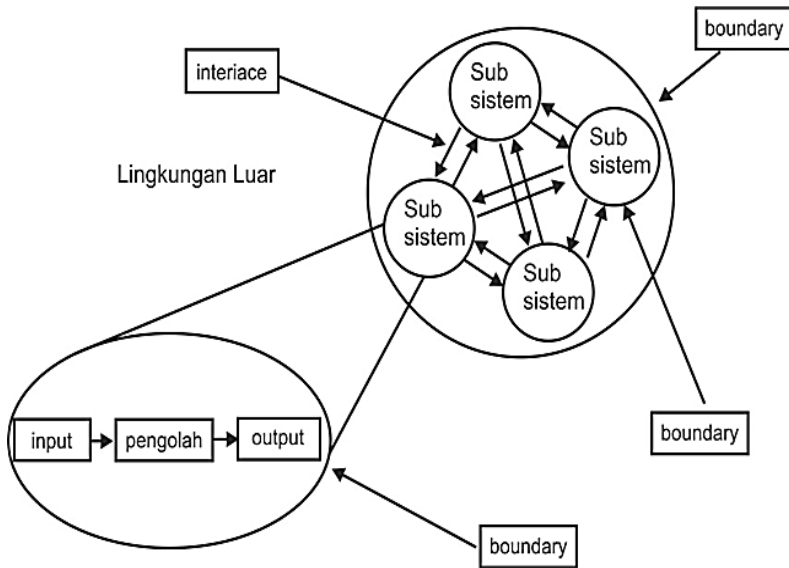 boundary
interiace
Sub
sistem
Sub
sistem
Lingkungan Luar
Sub
sistem
Sub
sistem
boundary
input
pengolah
output
boundary